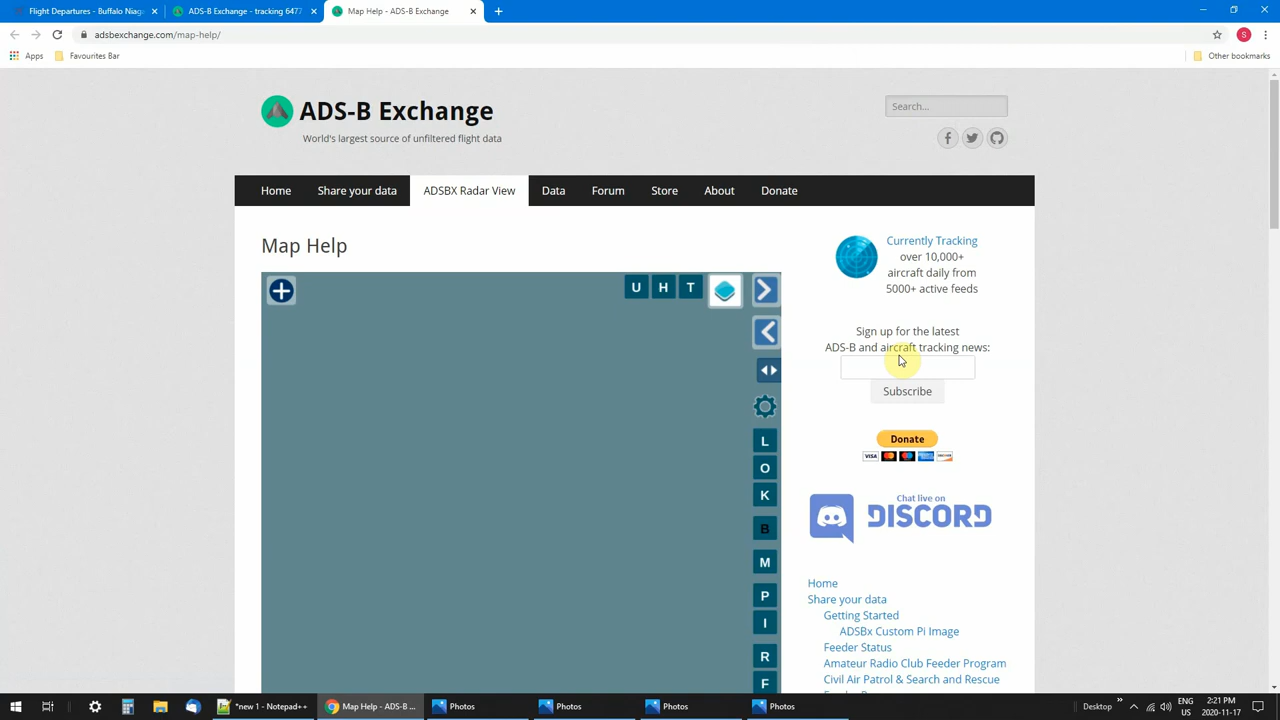 Flight Departures - Buffalo Niaga
ADS-B Exchange - tracking 6477
Map Help - ADS-B Exchange
adsbexchange.com/map-help/
S
Apps
Favourites Bar
Other bookmarks
ADS-B Exchange
World's largest source of unfiltered flight data
Search...
Home
Share your data
ADSBX Radar View
Data
Forum
Store
About
Donate
Map Help
U H T
L
O
K
B
M
P
I
R
F
Currently Tracking
over 10,000+
aircraft daily from
5000+ active feeds
Sign up for the latest
ADS-B and aircraft tracking news:
Subscribe
Donate
VISA
Chat live on
DISCORD
Home
Share your data
Getting Started
ADSBx Custom Pi Image
Feeder Status
Amateur Radio Club Feeder Program
Civil Air Patrol & Search and Rescue
*new 1 - Notepad++
Map Help - ADS-B ...
Photos
Photos
Photos
Photos
Desktop
ENG
US
2:21 PM
2020-11-17